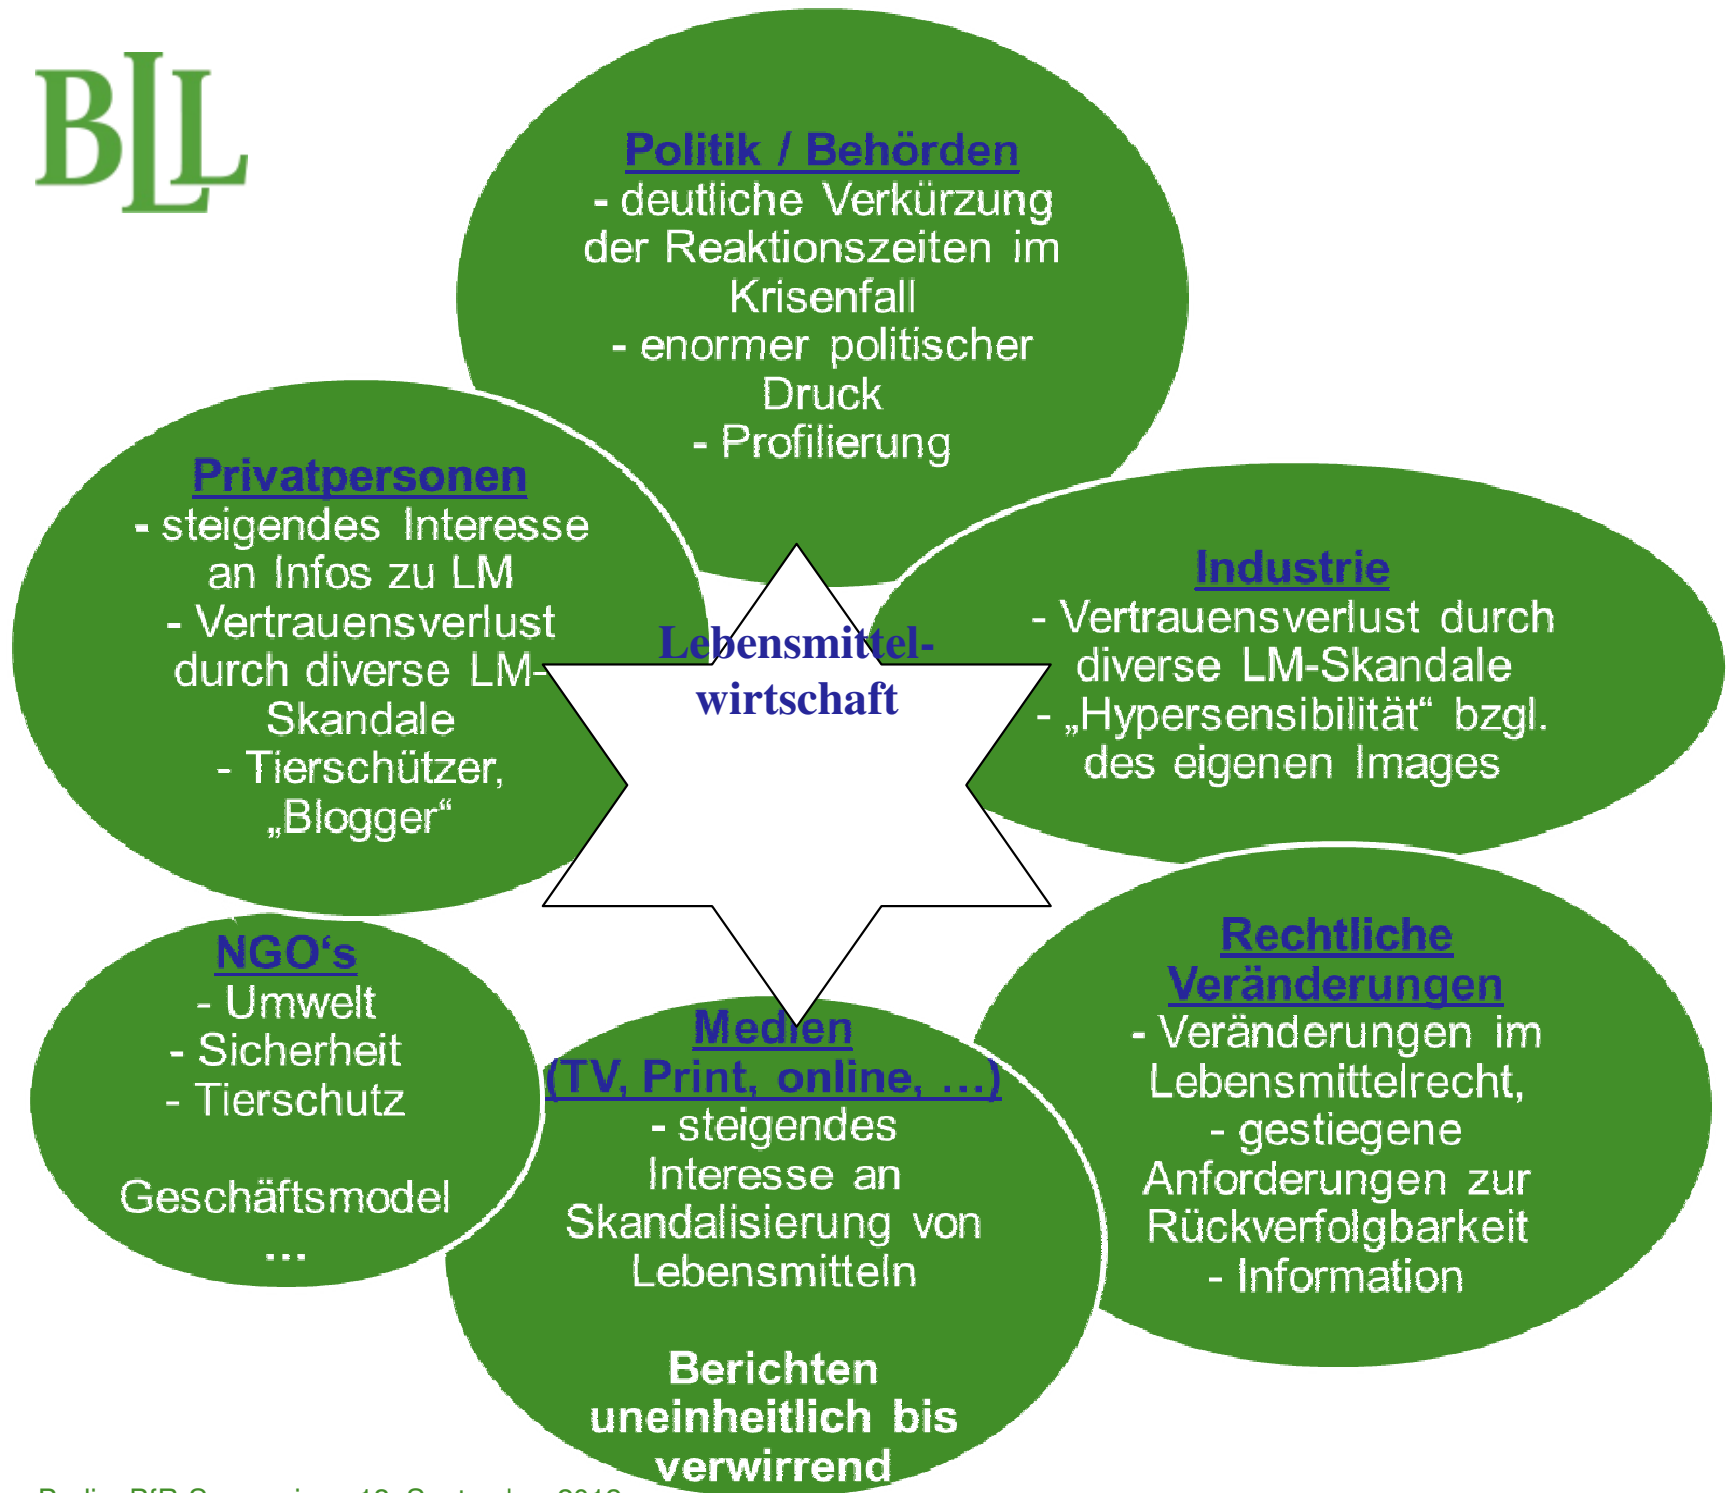 BLL
Politik / Behörden
- deutliche Verkürzung
der Reaktionszeiten im
Krisenfall
- enormer politischer
Druck
- Profilierung
Privatpersonen
- steigendes Interesse
an Infos zu LM
- Vertrauensverlust
durch diverse LM-
Skandale
- Tierschützer,
„Blogger“
Lebensmittel-
wirtschaft
Industrie
- Vertrauensverlust durch
diverse LM-Skandale
- „Hypersensibilität“ bzgl.
des eigenen Images
NGO‘s
- Umwelt
- Sicherheit
- Tierschutz
Geschäftsmodel
...
Medien
(TV, Print, online, …)
- steigendes
Interesse an
Skandalisierung von
Lebensmitteln
Berichten
uneinheitlich bis
verwirrend
Rechtliche
Veränderungen
- Veränderungen im
Lebensmittelrecht,
- gestiegene
Anforderungen zur
Rückverfolgbarkeit
- Information